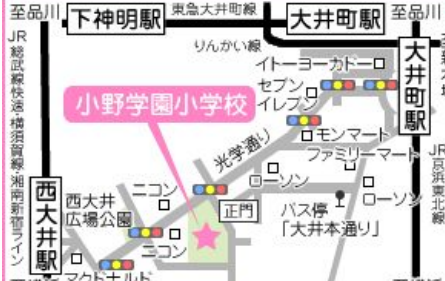 至品川
下神明駅
東急大井町線
大井町駅
至品川
りんかい線
大井町駅
イトーヨーカドー
セブン
イレブン
JR総武線快速・横須賀線・湘南新宿ライン
小野学園小学校
光学通り
モンマート
ファミリーマート
JR京浜東北線
ローソン
ローソン
西大井
広場公園
ニコン
正門
バス停
「大井本通り」
西大井駅
ニコン
マクドナルド